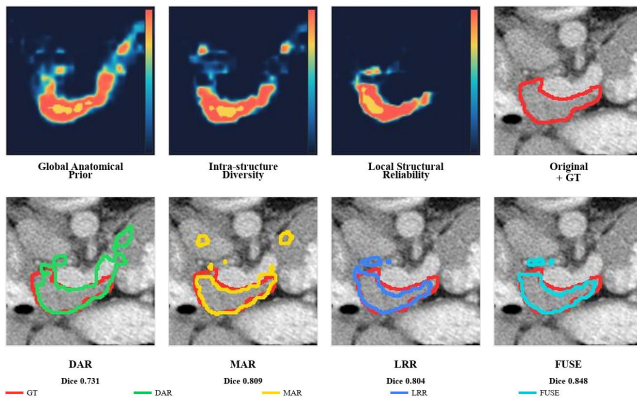 Global Anatomical
Prior
Intra-structure
Diversity
Local Structural
Reliability
Original
+ GT
DAR
MAR
LRR
FUSE
Dice 0.731
Dice 0.809
Dice 0.804
Dice 0.848
GT
DAR
MAR
LRR
FUSE